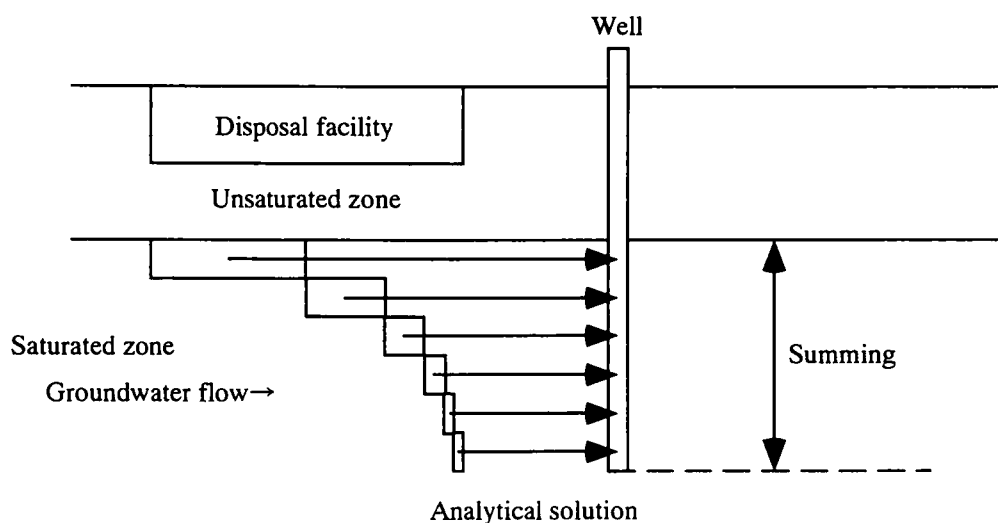 Well
Disposal facility
Unsaturated zone
Saturated zone
Summing
Groundwater flow→
Analytical solution